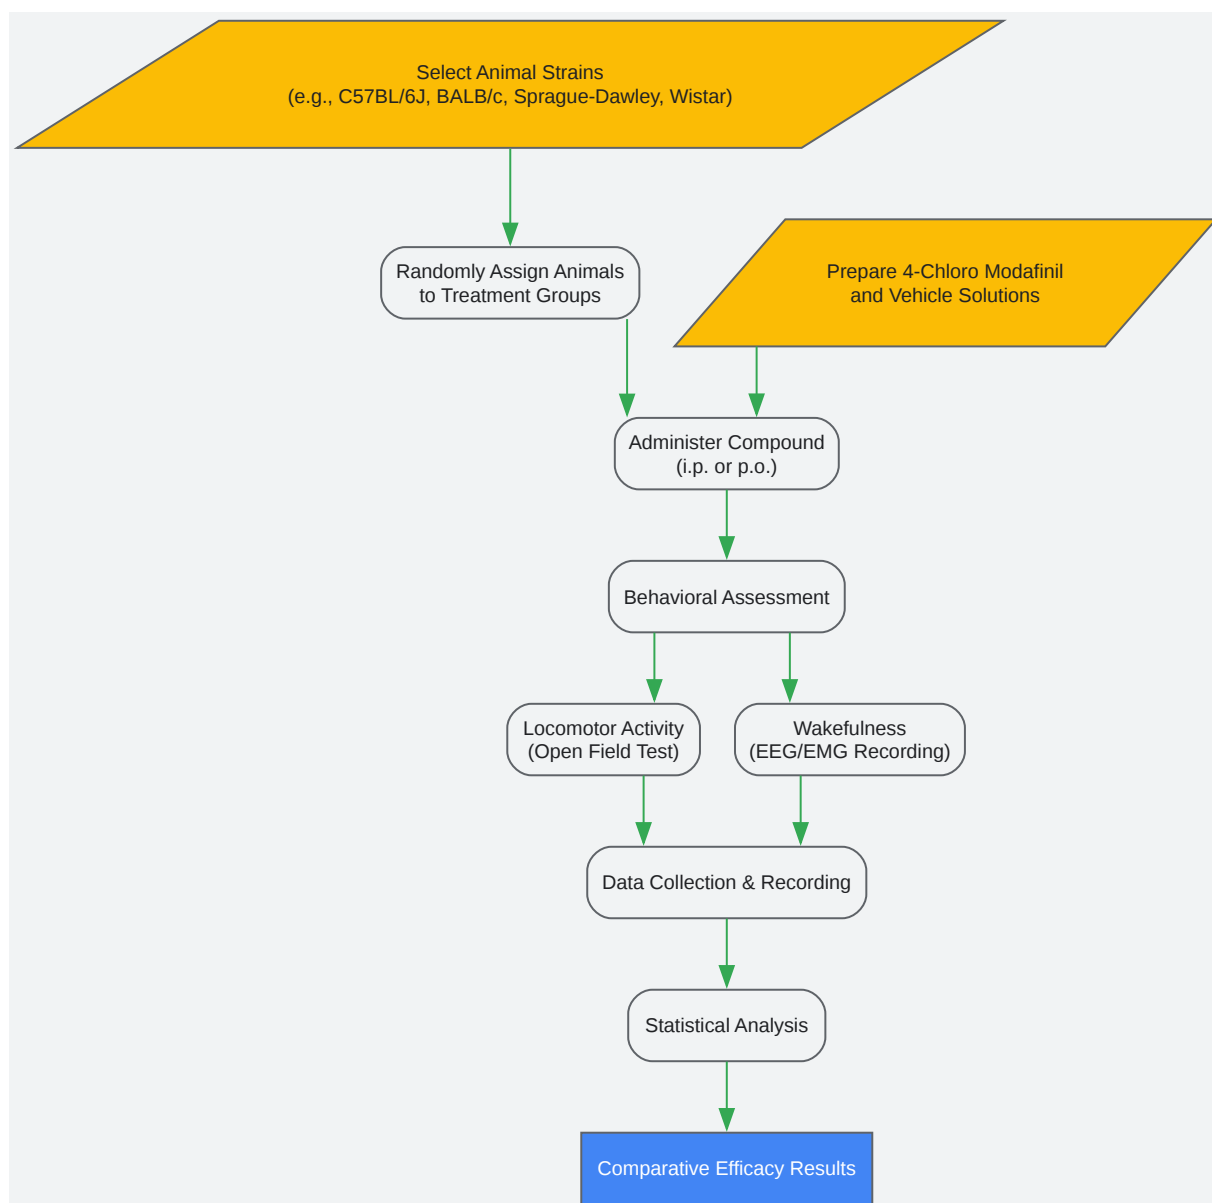 Select Animal Strains
(e.g., C57BL/6J, BALB/c, Sprague-Dawley, Wistar)
Randomly Assign Animals
to Treatment Groups
Prepare 4-Chloro Modafinil
and Vehicle Solutions
Administer Compound
(i.p. or p.o.)
Behavioral Assessment
Locomotor Activity
(Open Field Test)
Wakefulness
(EEG/EMG Recording)
Data Collection & Recording
Statistical Analysis
Comparative Efficacy Results